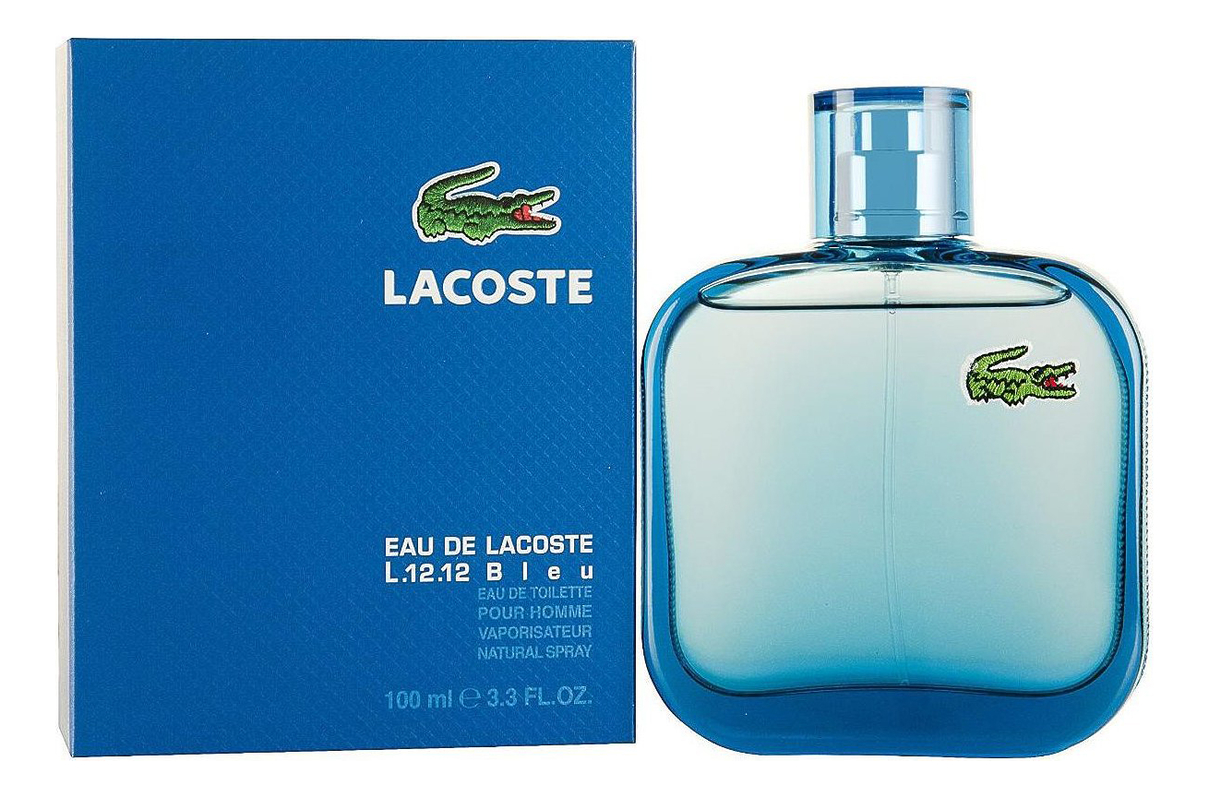 LACOSTE
EAU DE LACOSTE
L.12.12 Bleu
EAU DE TOILETTE
POUR HOMME
VAPORISATEUR
NATURAL SPRAY
100 ml ℮ 3.3 FL.OZ.